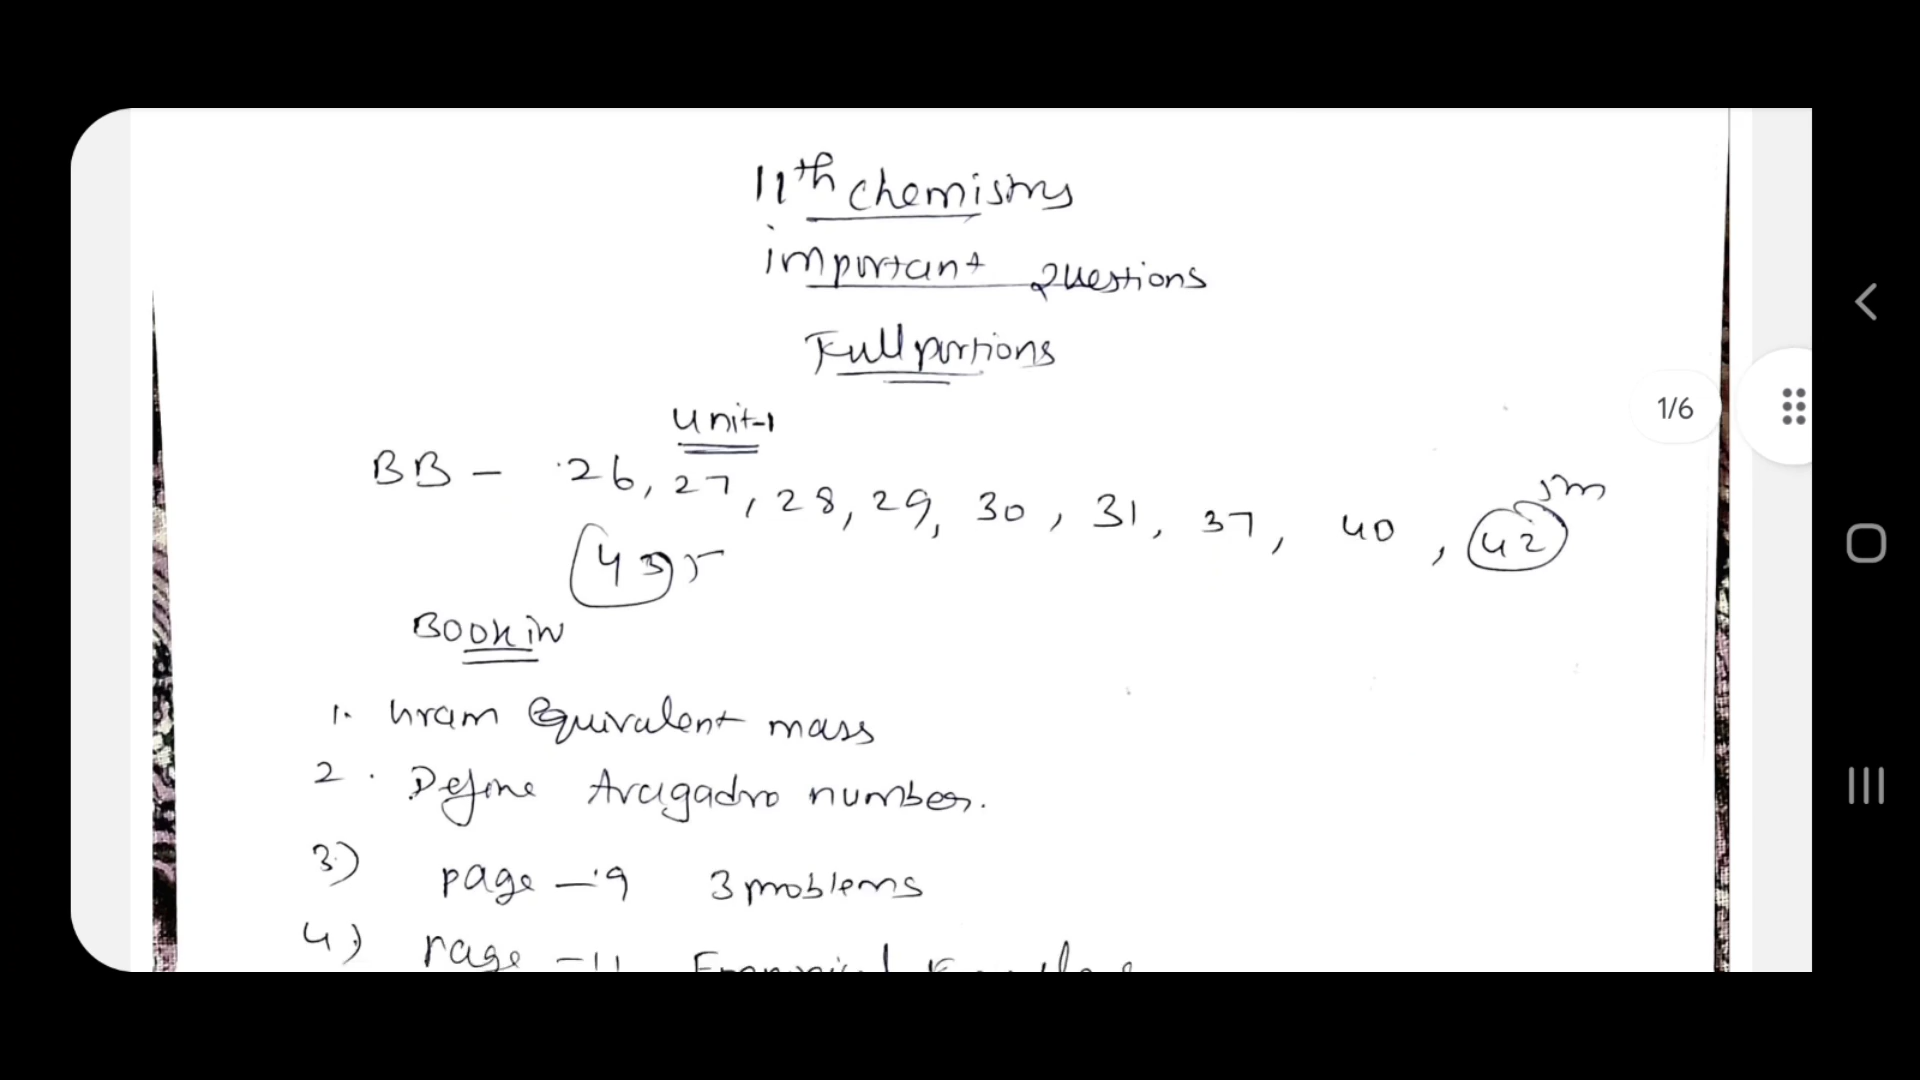 11th chemistry
important questions
Full portions
1/6
Unit-1
BB - 26, 27, 28, 29, 30, 31, 37, 40, 42
43
Book in
1. Gram Equivalent mass
2. Define Avagadro number.
3) page - 9 3 problems
4) Page - 11 Empirical